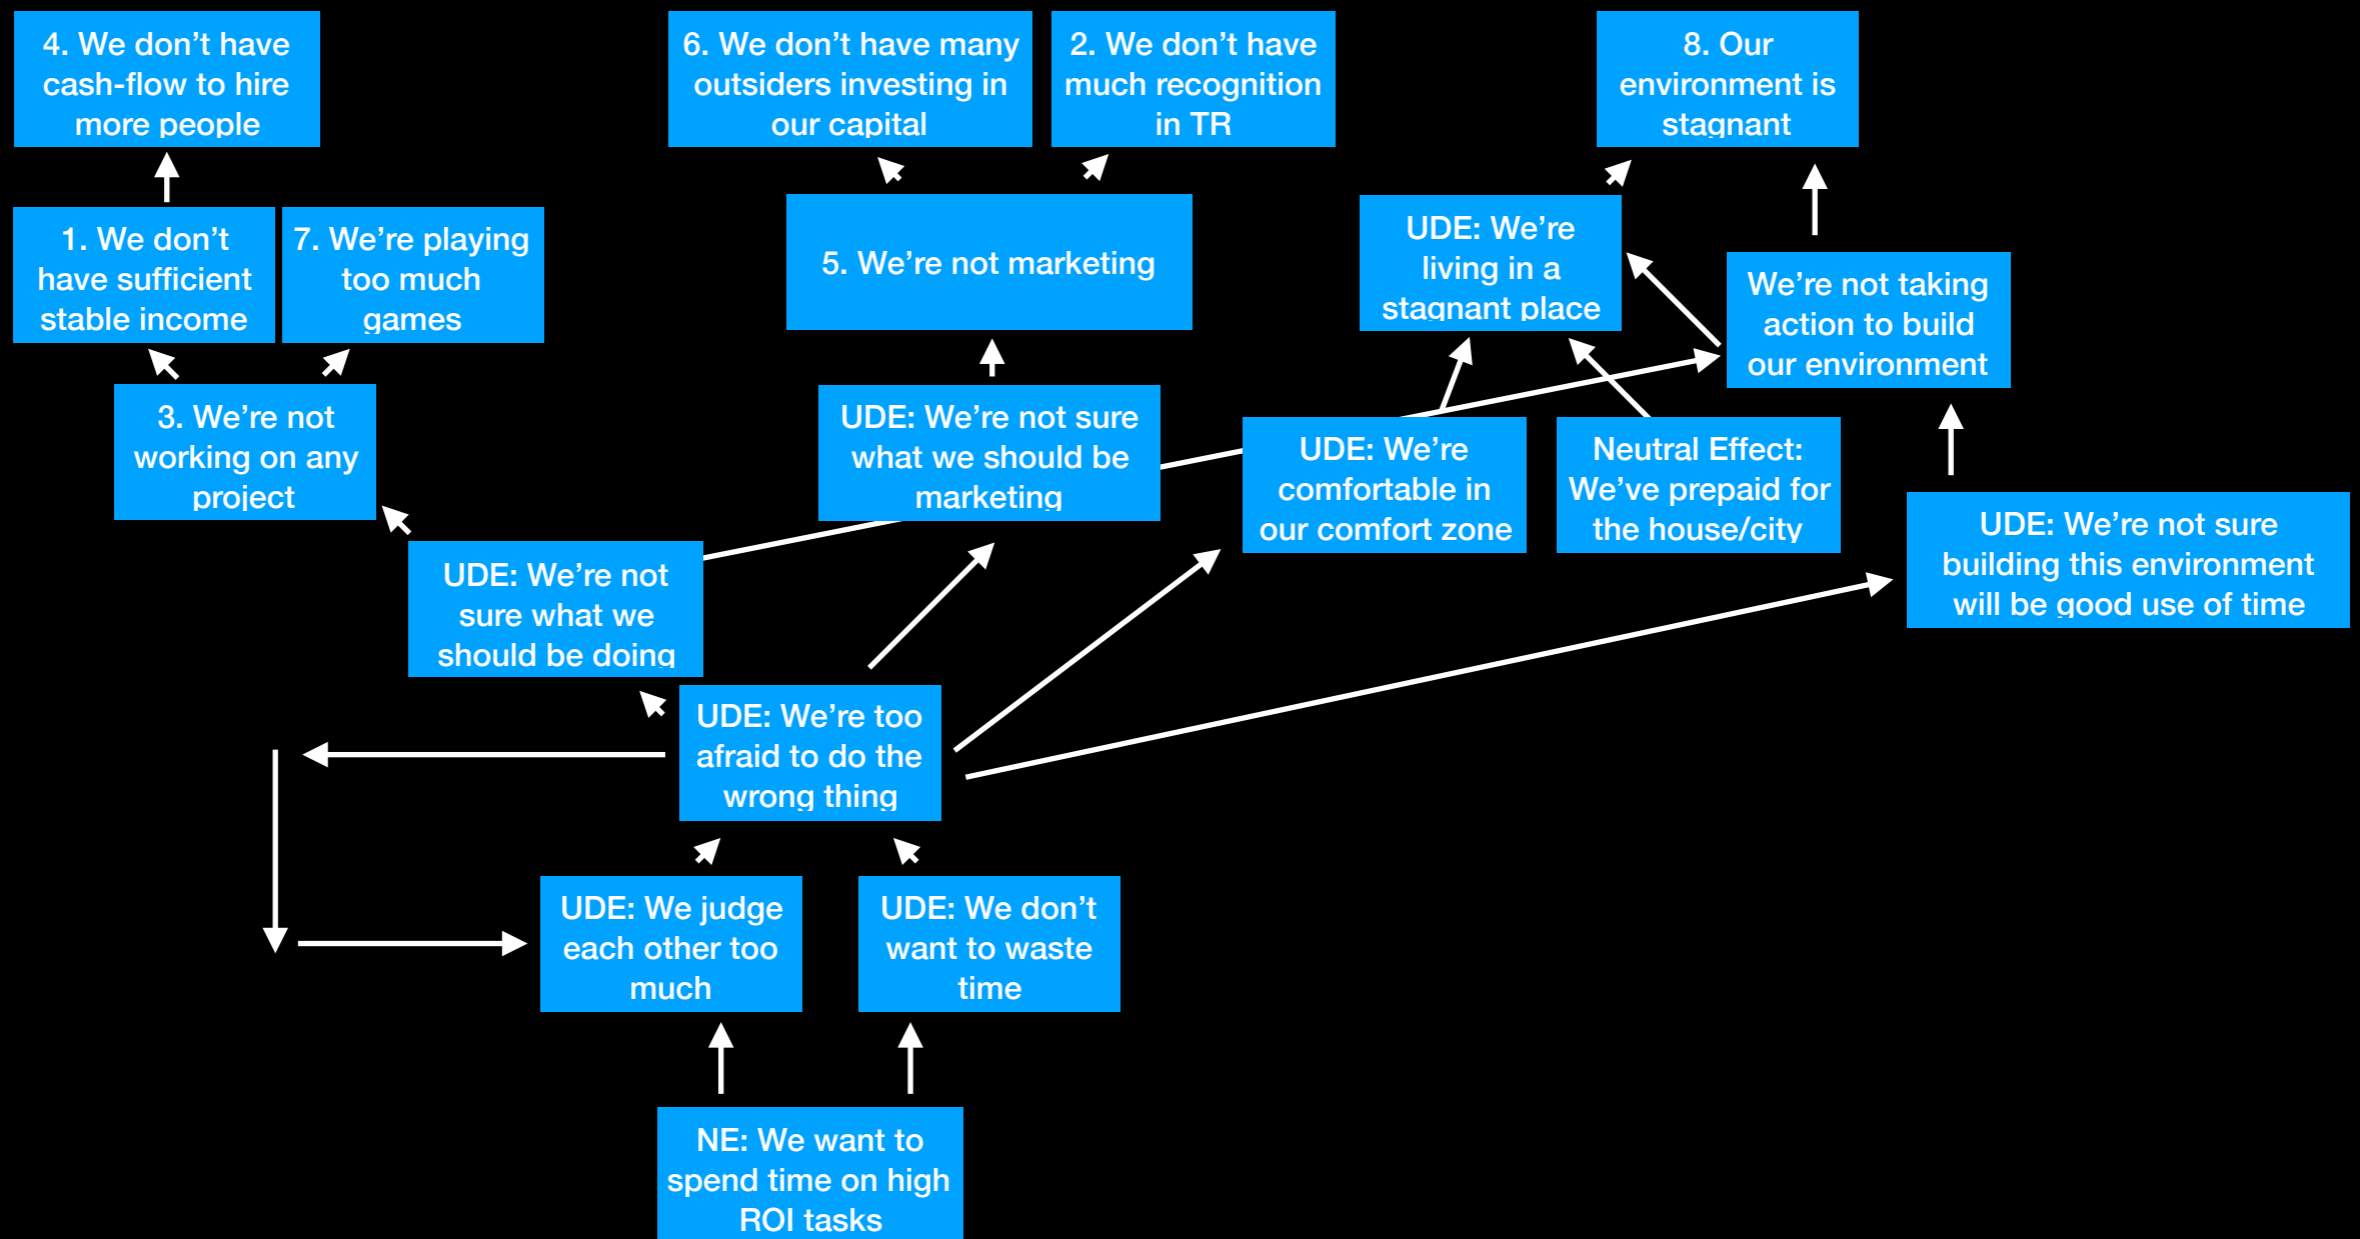 4. We don’t have
cash-flow to hire
more people
6. We don’t have many
outsiders investing in
our capital
2. We don’t have
much recognition
in TR
8. Our
environment is
stagnant
1. We don’t
have sufficient
stable income
7. We’re playing
too much
games
5. We’re not marketing
UDE: We’re
living in a
stagnant place
We’re not taking
action to build
our environment
3. We’re not
working on any
project
UDE: We’re not sure
what we should be
marketing
UDE: We’re
comfortable in
our comfort zone
Neutral Effect:
We’ve prepaid for
the house/city
UDE: We’re not sure
building this environment
will be good use of time
UDE: We’re not
sure what we
should be doing
UDE: We’re too
afraid to do the
wrong thing
UDE: We judge
each other too
much
UDE: We don’t
want to waste
time
NE: We want to
spend time on high
ROI tasks